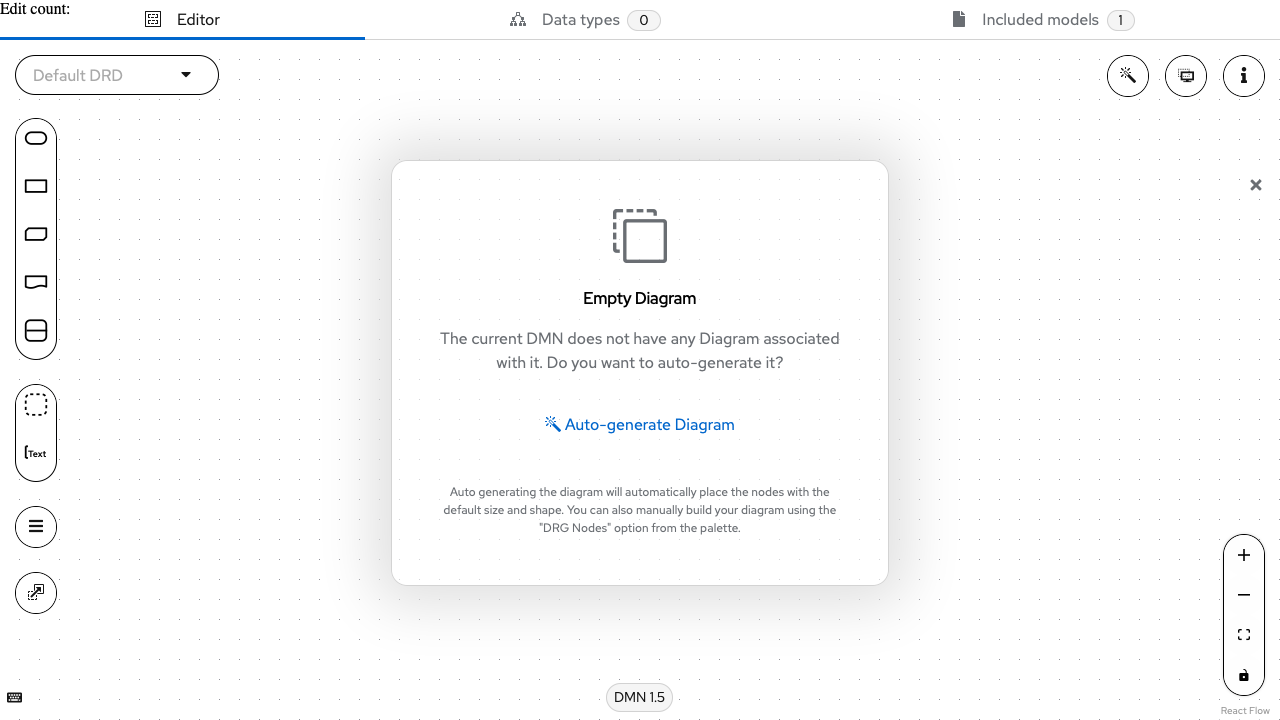 Edit count:
Editor
Data types 0
Included models 1
Default DRD
Empty Diagram
The current DMN does not have any Diagram associated
with it. Do you want to auto-generate it?
Auto-generate Diagram
Auto generating the diagram will automatically place the nodes with the
default size and shape. You can also manually build your diagram using the
"DRG Nodes" option from the palette.
Text
DMN 1.5
React Flow